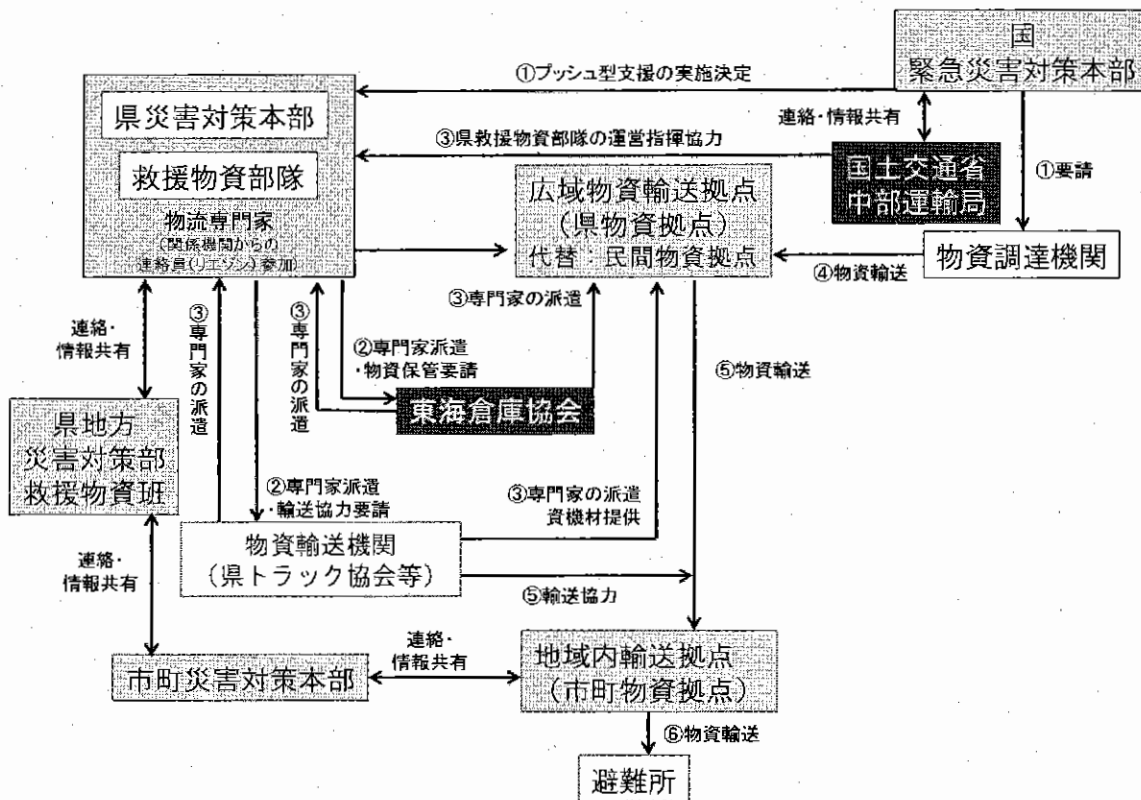 国
緊急災害対策本部
①プッシュ型支援の実施決定
連絡・情報共有
①要請
県災害対策本部
救援物資部隊
物流専門家
(関係機関からの
連絡員(リエゾン)参加)
③県救援物資部隊の運営指揮協力
国土交通省
中部運輸局
広域物資輸送拠点
(県物資拠点)
代替:民間物資拠点
④物資輸送
物資調達機関
連絡・
情報共有
③専門家の派遣
③専門家の派遣
②専門家派遣
・物資保管要請
③専門家の派遣
東海倉庫協会
⑤物資輸送
県地方
災害対策部
救援物資班
②専門家派遣
・輸送協力要請
③専門家の派遣
資機材提供
物資輸送機関
(県トラック協会等)
⑤輸送協力
連絡・
情報共有
市町災害対策本部
連絡・
情報共有
地域内輸送拠点
(市町物資拠点)
⑥物資輸送
避難所